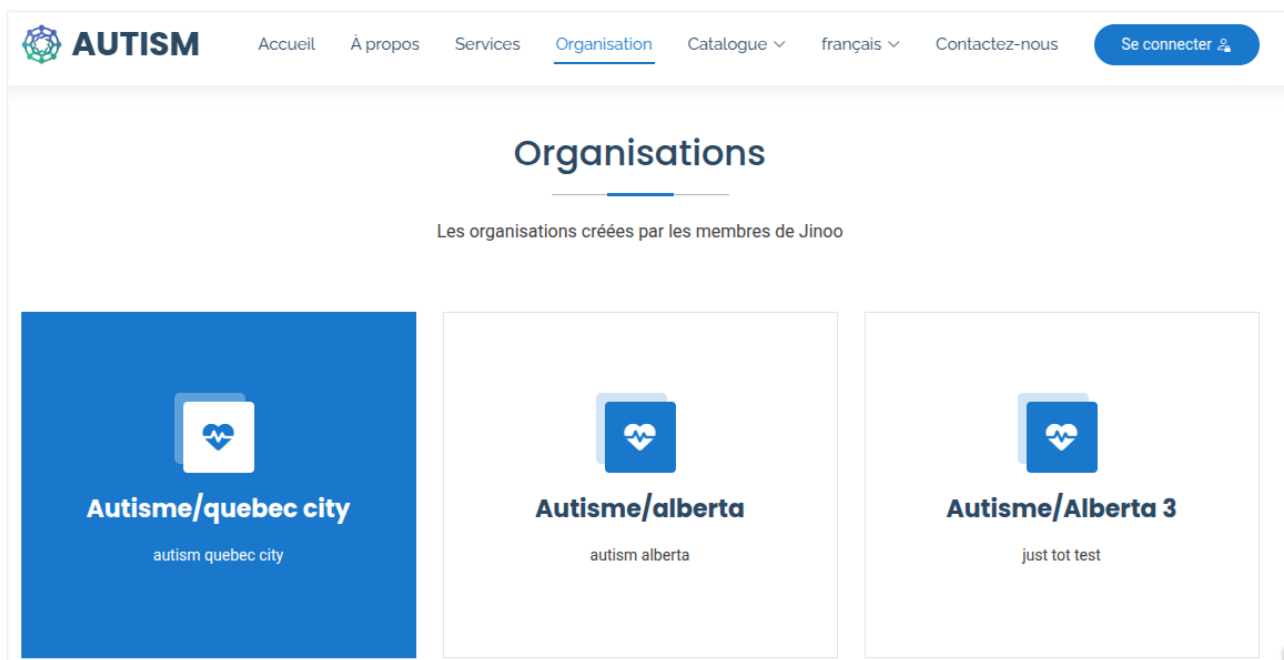 AUTISM Accueil À propos Services Organisation Catalogue français Contactez-nous Se connecter
Organisations
Les organisations créées par les membres de Jinoo
Autisme/quebec city
autism quebec city
Autisme/alberta
autism alberta
Autisme/Alberta 3
just tot test